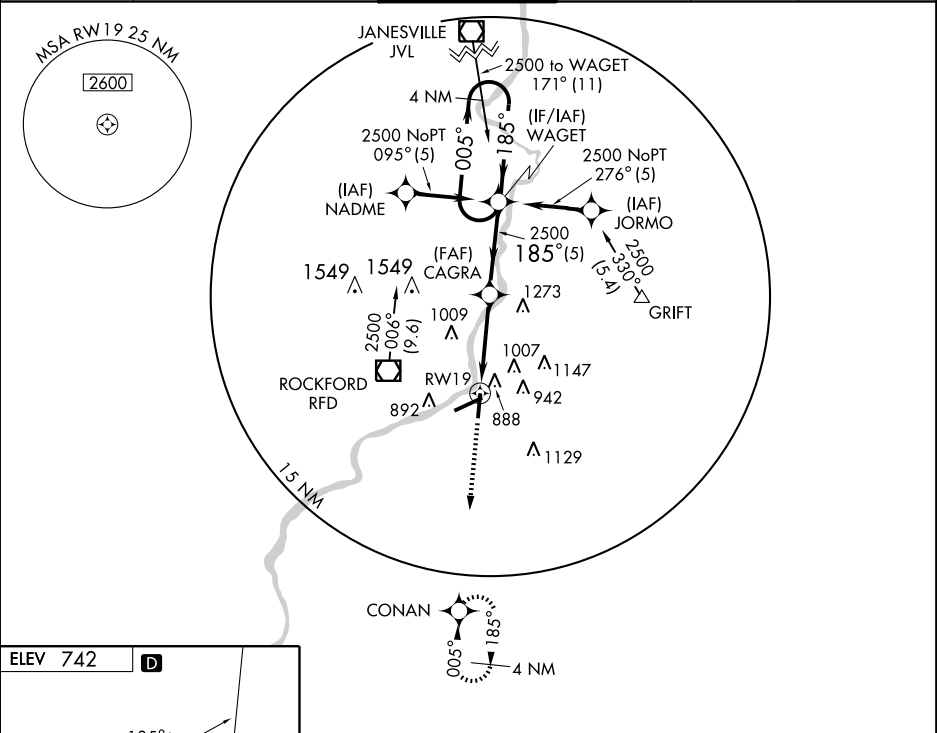 MSA RW19 25 NM
2600
JANESVILLE
JVL
2500 to WAGET
171° (11)
4 NM
005°
185°
(IF/IAF)
WAGET
2500 NoPT
095° (5)
2500 NoPT
276° (5)
(IAF)
NADME
(IAF)
JORMO
2500
185° (5)
2500
330°
(5.4)
GRIFT
(FAF)
CAGRA
1549
1549
1273
1009
2500
006°
(9.6)
1007
1147
ROCKFORD
RFD
RW19
942
892
888
1129
15 NM
CONAN
005°
185°
4 NM
ELEV 742
D